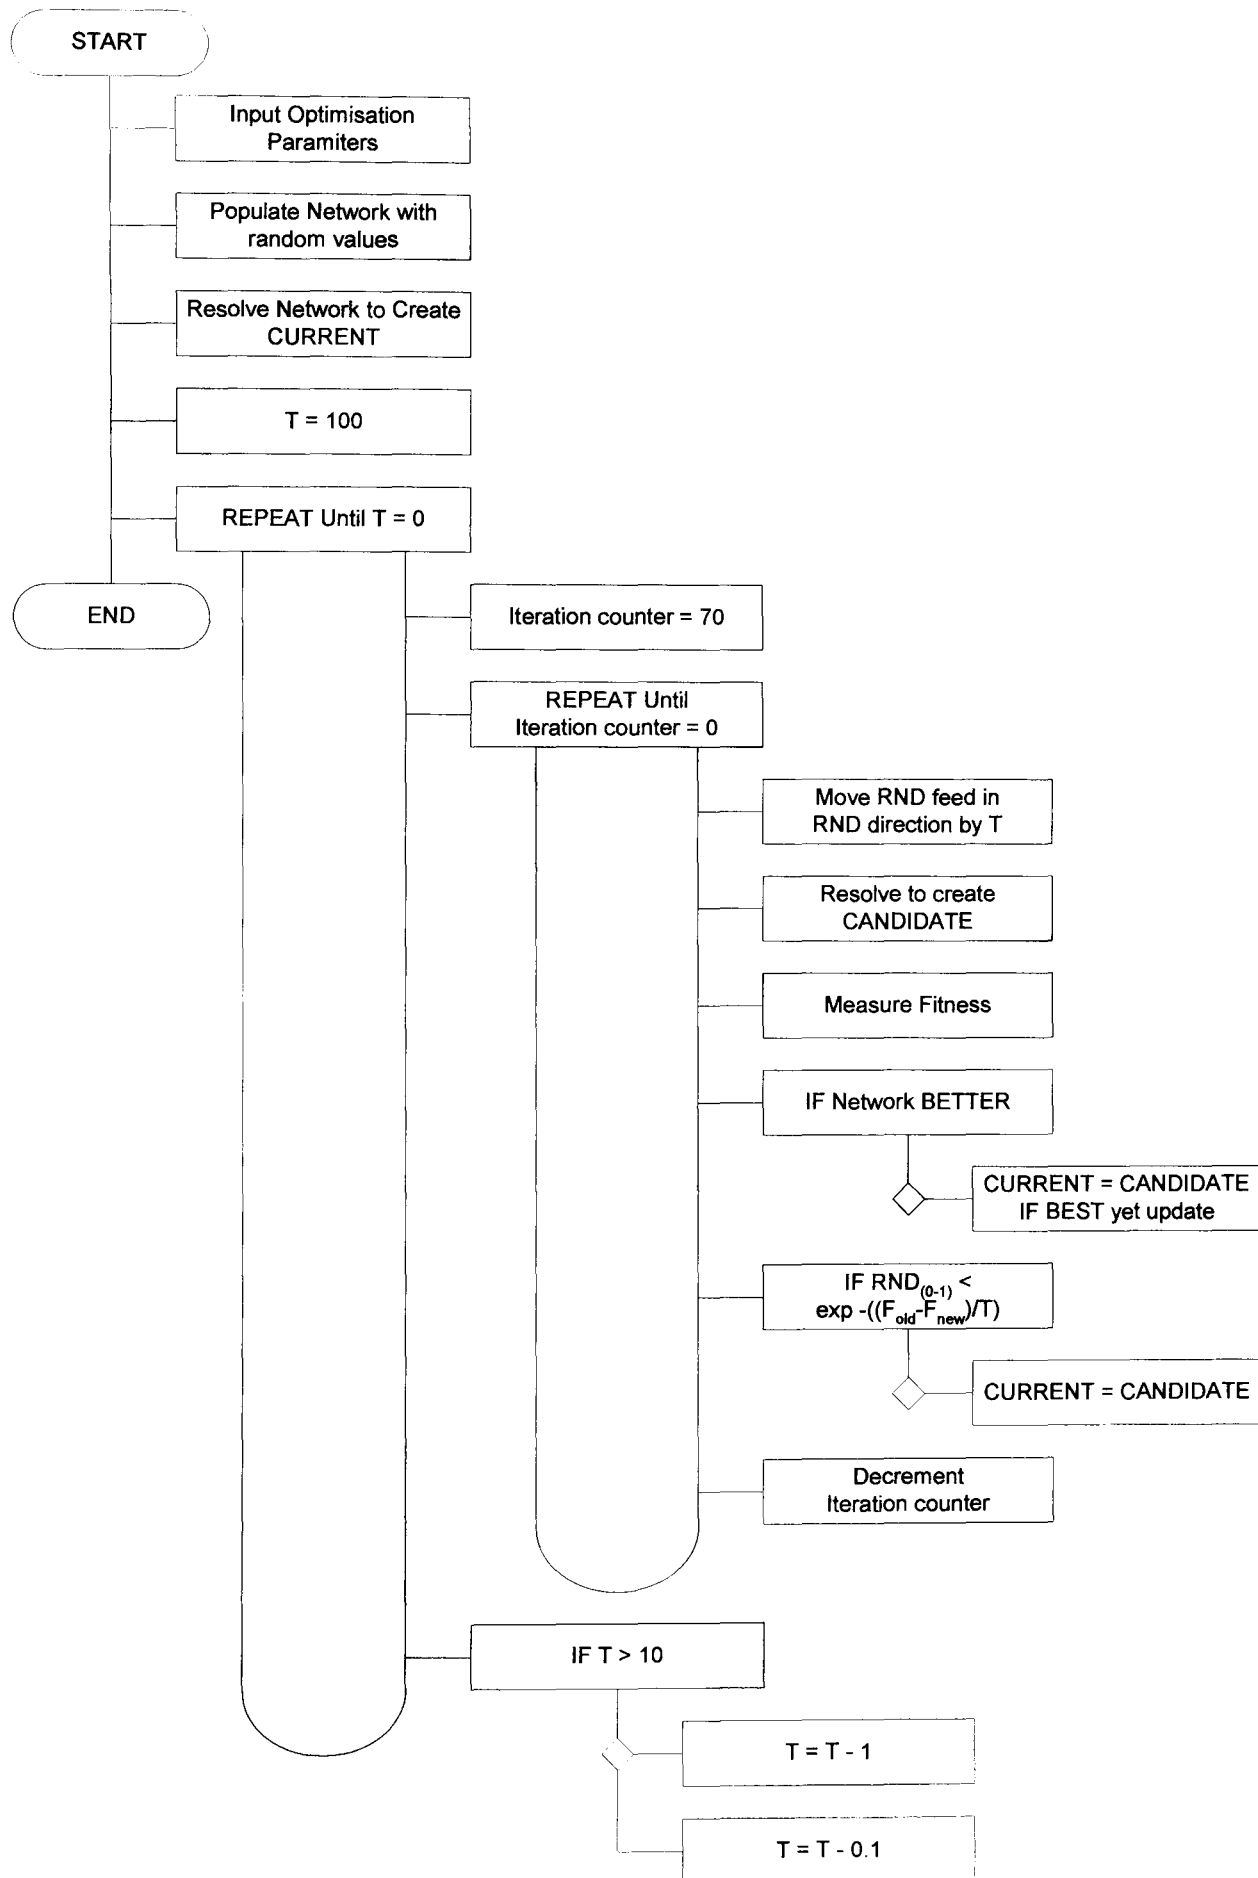 START
Input Optimisation
Paramiters
Populate Network with
random values
Resolve Network to Create
CURRENT
T = 100
REPEAT Until T = 0
END
Iteration counter = 70
REPEAT Until
Iteration counter = 0
Move RND feed in
RND direction by T
Resolve to create
CANDIDATE
Measure Fitness
IF Network BETTER
CURRENT = CANDIDATE
IF BEST yet update
IF RND(0-1) <
exp -((Fold-Fnew)/T)
CURRENT = CANDIDATE
Decrement
Iteration counter
IF T > 10
T = T - 1
T = T - 0.1